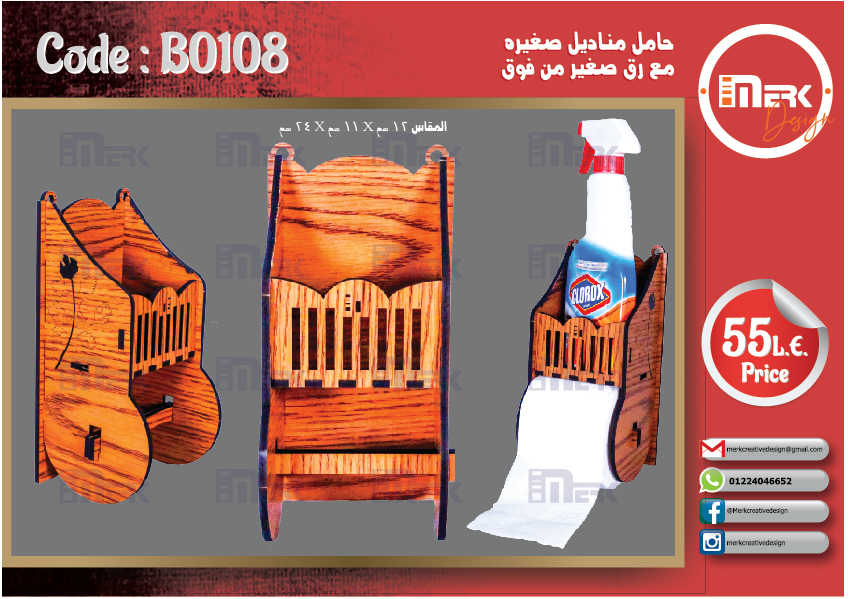 Code : B0108
حامل مناديل صغيره
مع رق صغير من فوق
MERK
Design
المقاس ١٢ سم X ١١ سم X ٢٤ سم
CLOROX
55 L.E.
Price
merkcreativedesign@gmail.com
01224046652
@Merkcreativedesign
merkcreativedesign